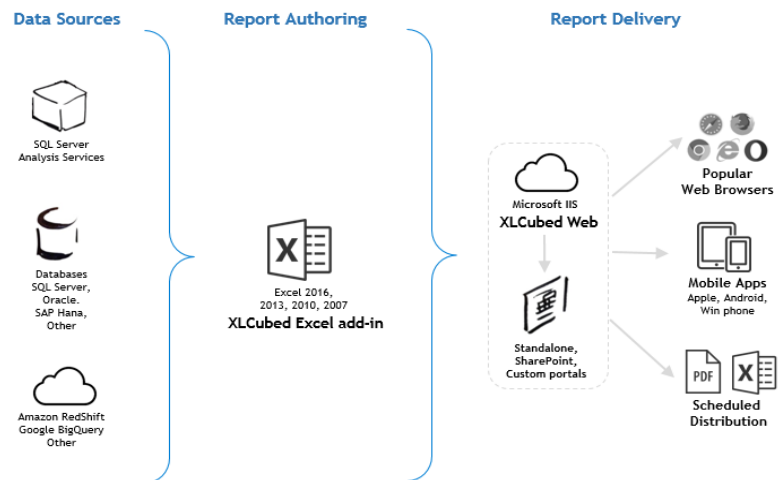 Data Sources
Report Authoring
Report Delivery
SQL Server
Analysis Services
Databases
SQL Server,
Oracle.
SAP Hana,
Other
Amazon RedShift
Google BigQuery
Other
X
Excel 2016,
2013, 2010, 2007
XLCubed Excel add-in
Microsoft IIS
XLCubed Web
Standalone,
SharePoint,
Custom portals
Popular
Web Browsers
Mobile Apps
Apple, Android,
Win phone
PDF
X
Scheduled
Distribution